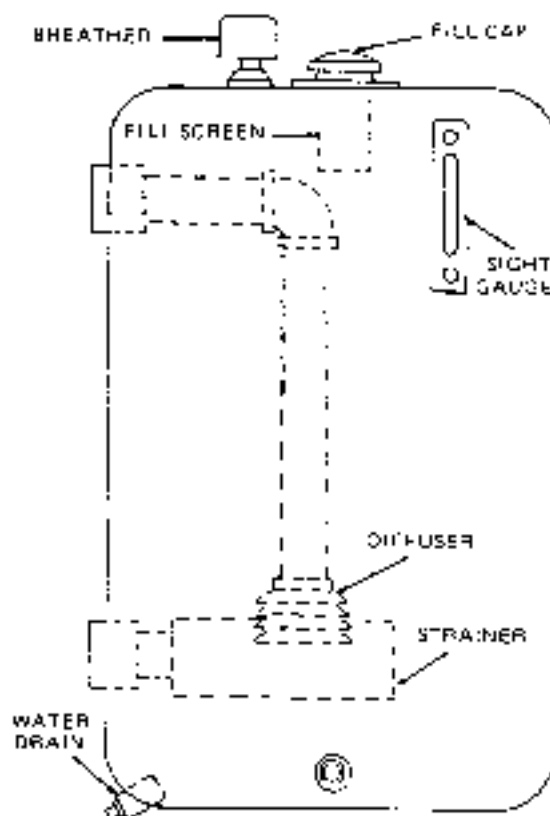 BREATHER
FILL CAP
FILL SCREEN
SIGHT
GAUGE
DIFFUSER
STRAINER
WATER
DRAIN